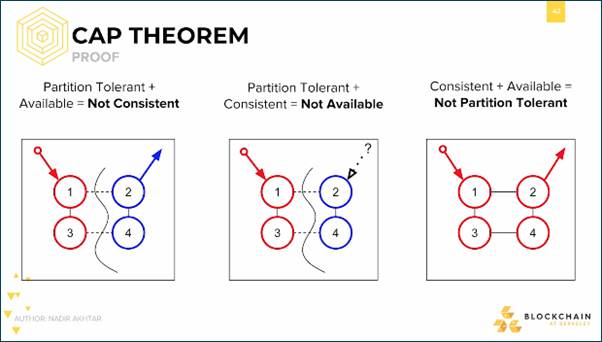 42
CAP THEOREM
PROOF
Partition Tolerant +
Available = Not Consistent
Partition Tolerant +
Consistent = Not Available
Consistent + Available =
Not Partition Tolerant
1
2
3
4
1
2
?
3
4
1
2
3
4
AUTHOR: NADIR AKHTAR
BLOCKCHAIN
AT BERKELEY